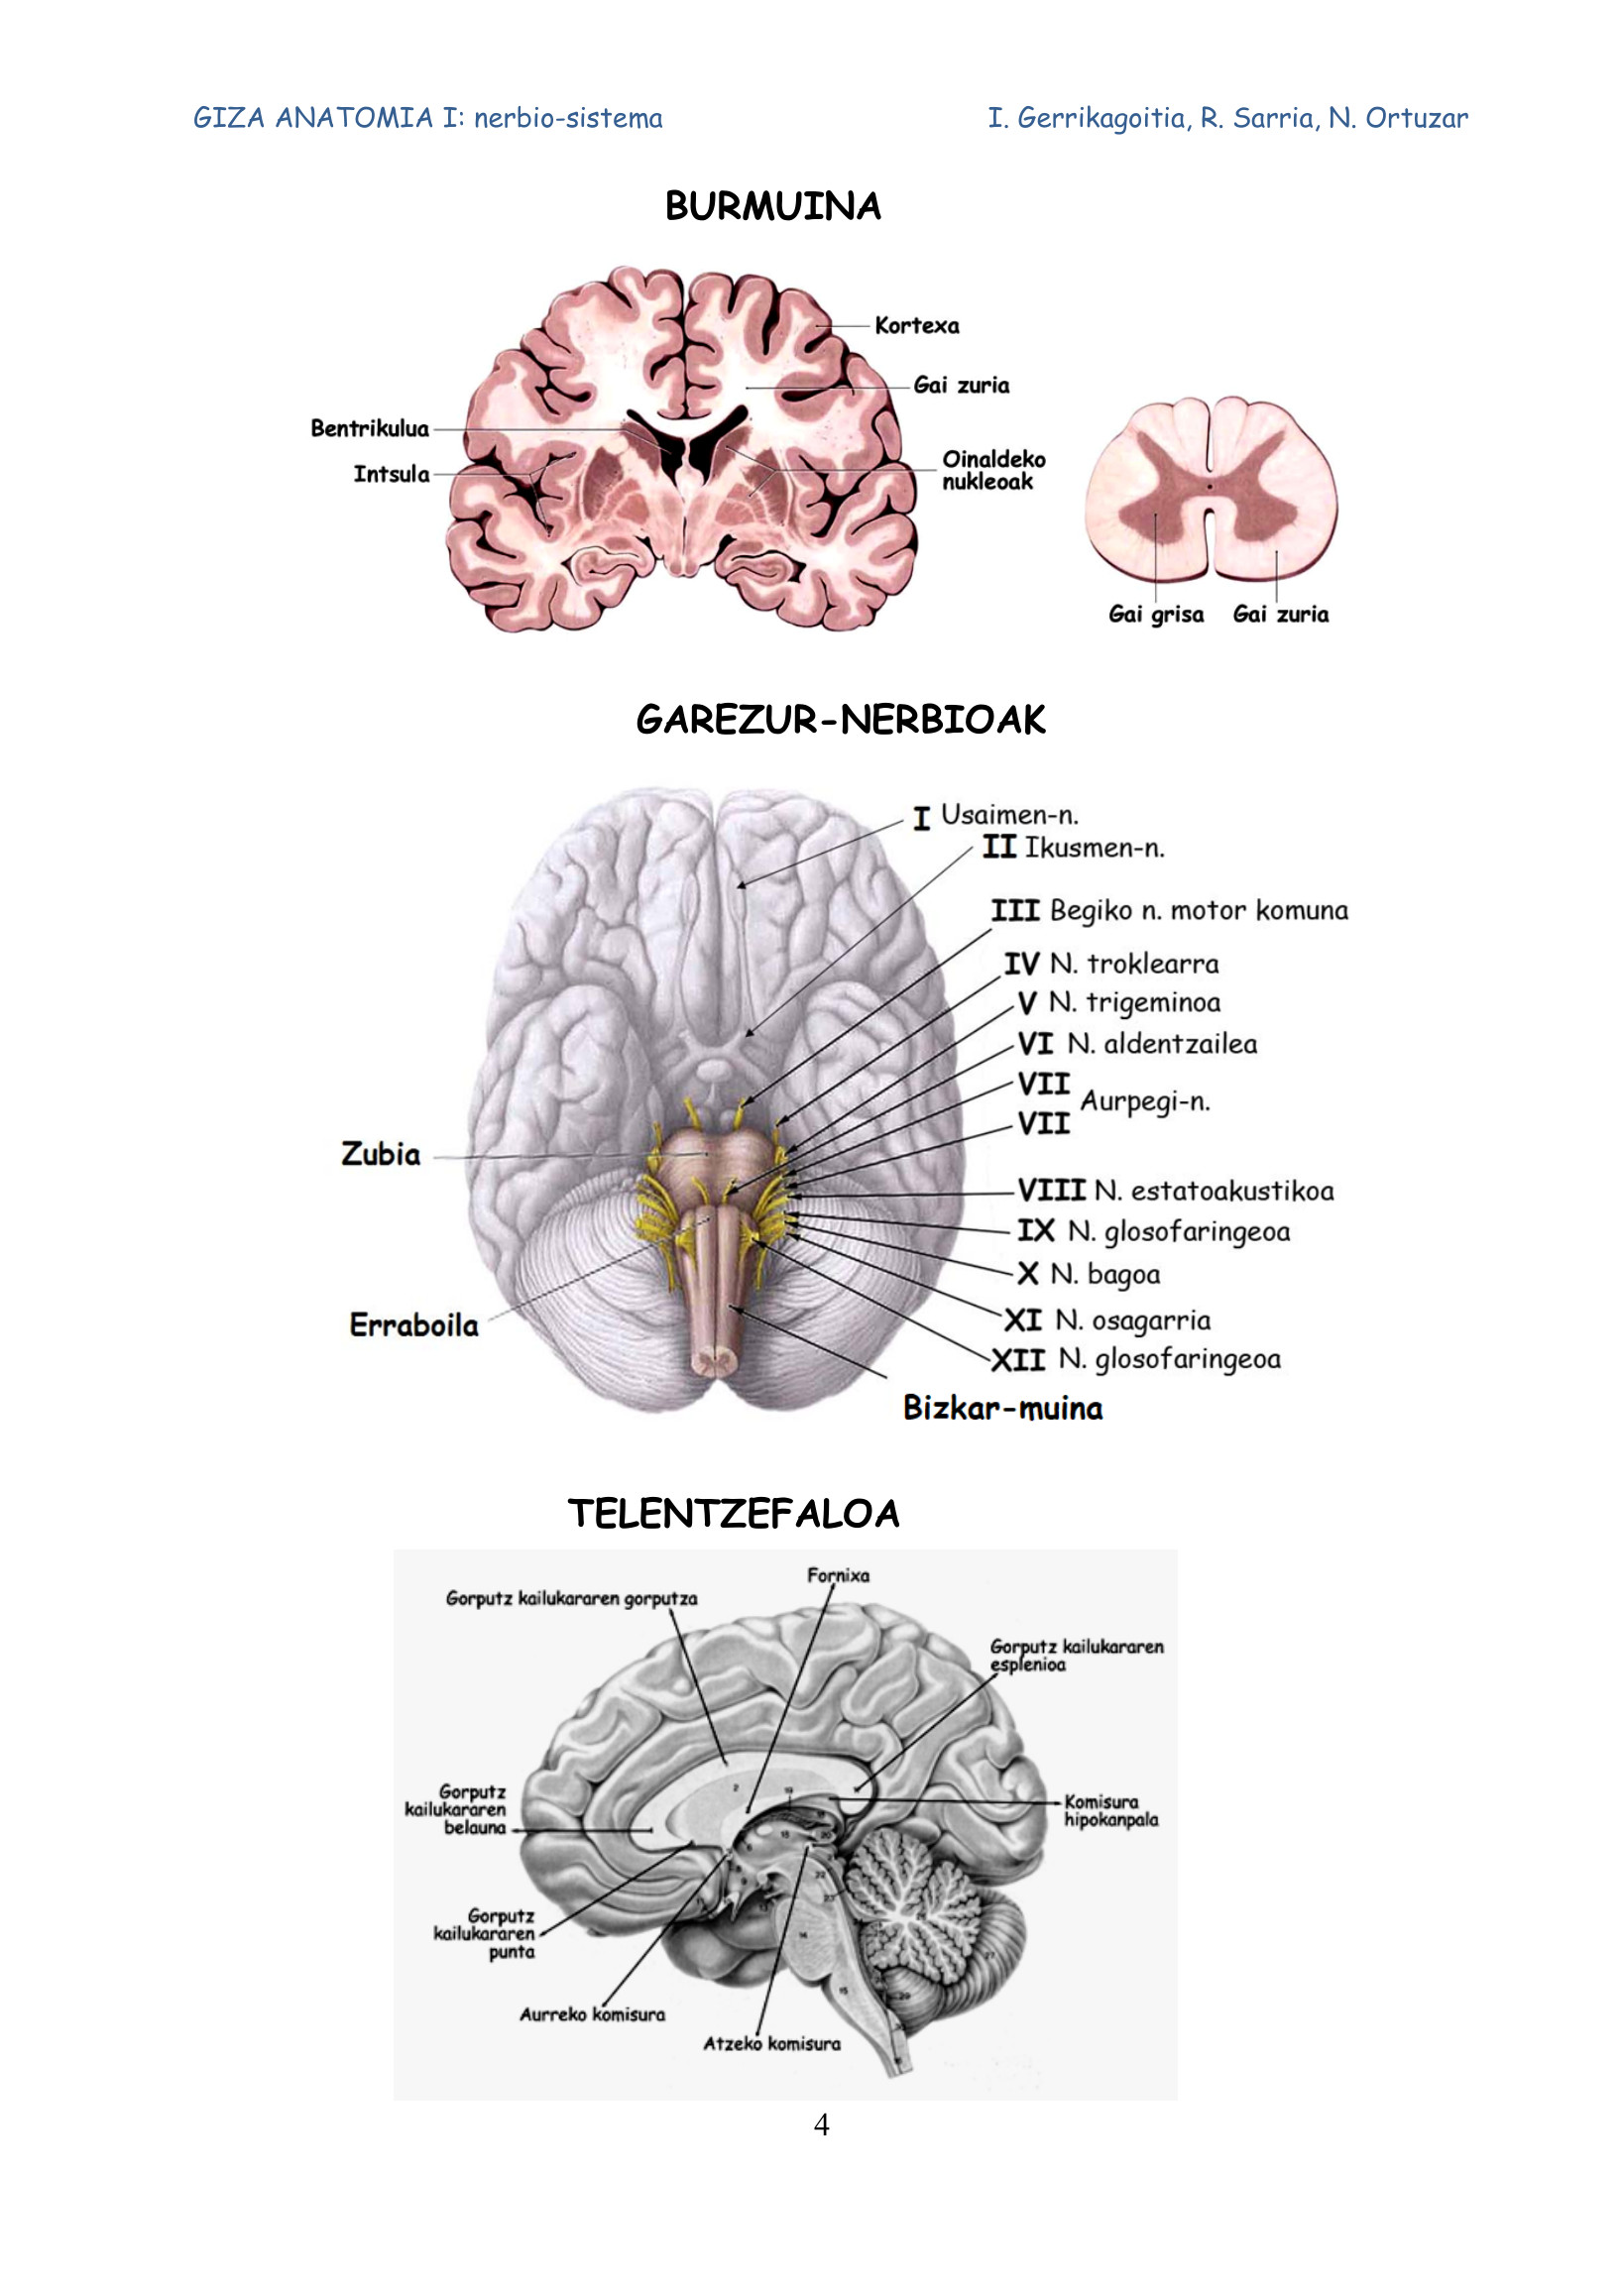 GIZA ANATOMIA I: nerbio-sistema I. Gerrikagoitia, R. Sarria, N. Ortuzar
BURMUINA
Kortexa
Gai zuria
Bentrikulua
Intsula
Oinaldeko
nukleoak
Gai grisa
Gai zuria
GAREZUR-NERBIOAK
I Usaimen-n.
II Ikusmen-n.
III Begiko n. motor komuna
IV N. troklearra
V N. trigeminoa
VI N. aldentzailea
VII
Aurpegi-n.
VII
Zubia
VIII N. estatoakustikoa
IX N. glosofaringeoa
X N. bagoa
XI N. osagarria
Erraboila
XII N. glosofaringeoa
Bizkar-muina
TELENTZEFALOA
Fornixa
Gorputz kailukararen gorputza
Gorputz kailukararen
esplenioa
Gorputz
kailukararen
belauna
Komisura
hipokanpala
Gorputz
kailukararen
punta
Aurreko komisura
Atzeko komisura
4